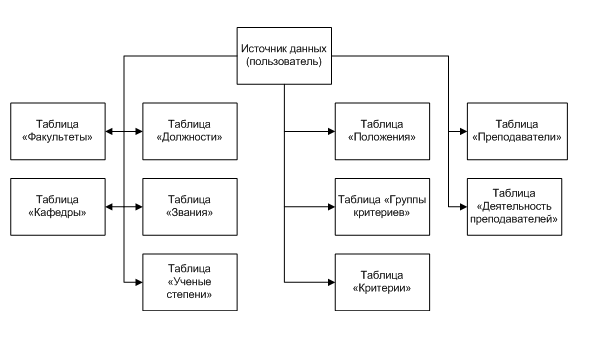 Источник данных
(пользователь)
Таблица
«Факультеты»
Таблица
«Должности»
Таблица
«Положения»
Таблица
«Преподаватели»
Таблица
«Кафедры»
Таблица
«Звания»
Таблица «Группы
критериев»
Таблица
«Деятельность
преподавателей»
Таблица
«Ученые
степени»
Таблица
«Критерии»